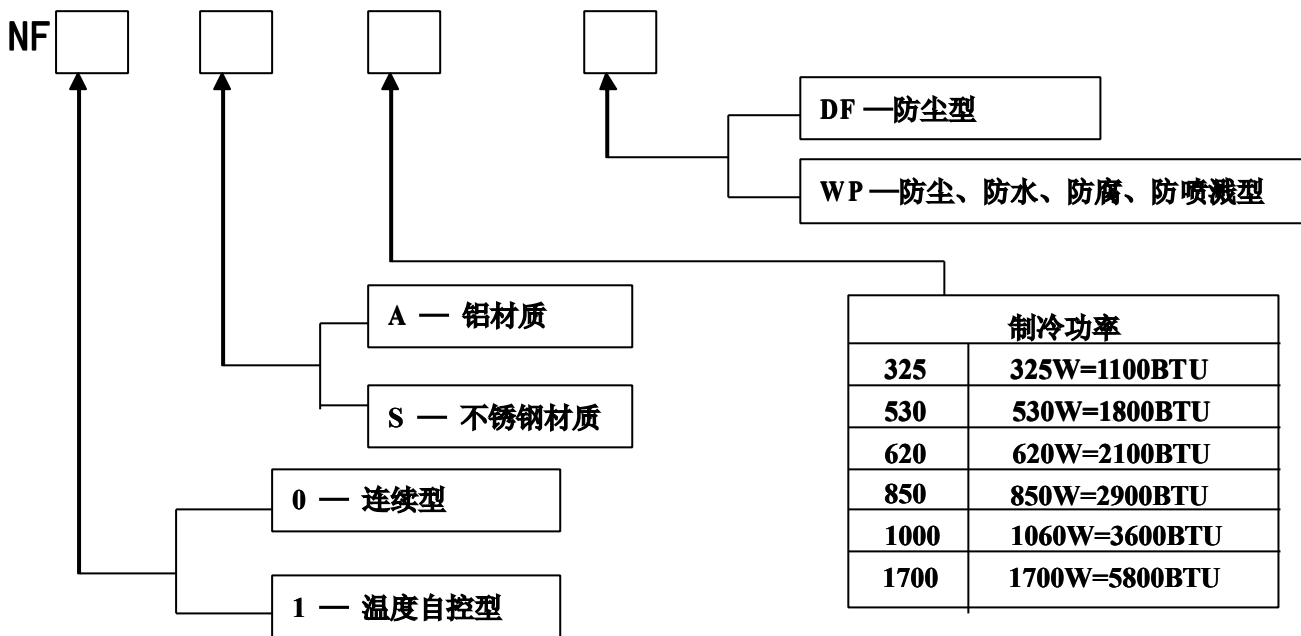 NF
DF —防尘型
WP—防尘、防水、防腐、防喷溅型
A — 铝材质
S — 不锈钢材质
0 — 连续型
1 — 温度自控型
制冷功率
325 325W=1100BTU
530 530W=1800BTU
620 620W=2100BTU
850 850W=2900BTU
1000 1060W=3600BTU
1700 1700W=5800BTU